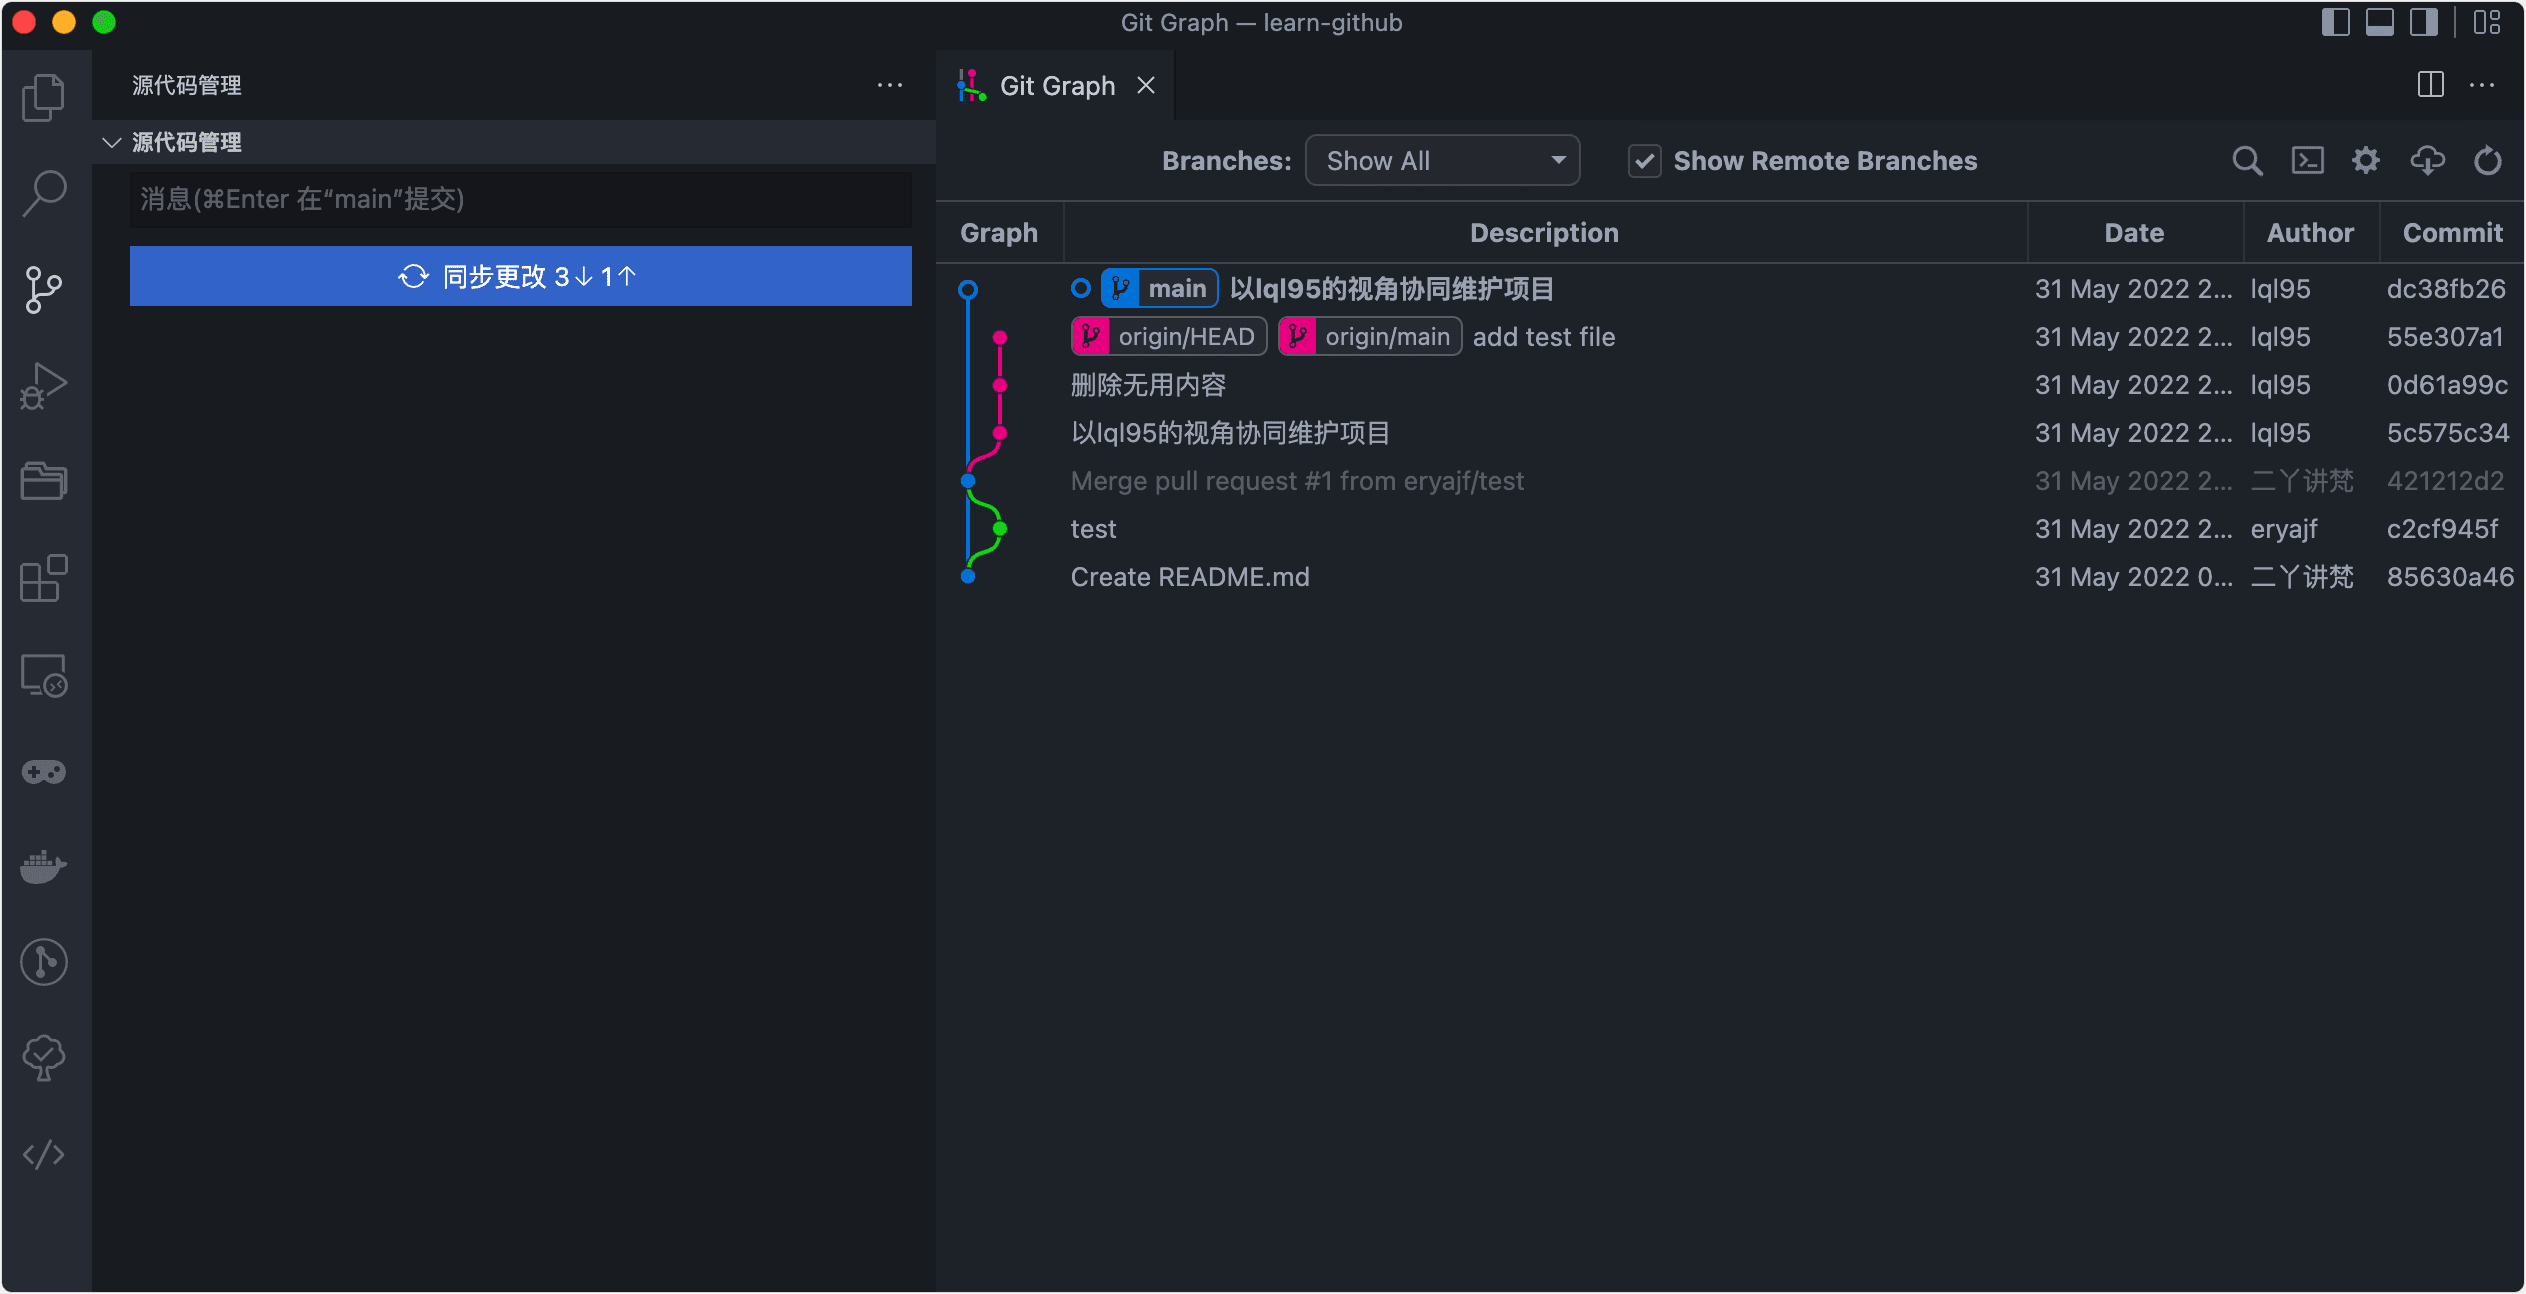 Git Graph — learn-github
源代码管理
Git Graph
源代码管理
消息(⌘Enter 在“main”提交)
同步更改 3↓ 1↑
Branches: Show All Show Remote Branches
Graph Description Date Author Commit
main 以lql95的视角协同维护项目 31 May 2022 2... lql95 dc38fb26
origin/HEAD origin/main add test file 31 May 2022 2... lql95 55e307a1
删除无用内容 31 May 2022 2... lql95 0d61a99c
以lql95的视角协同维护项目 31 May 2022 2... lql95 5c575c34
Merge pull request #1 from eryajf/test 31 May 2022 2... 二丫讲梵 421212d2
test 31 May 2022 2... eryajf c2cf945f
Create README.md 31 May 2022 0... 二丫讲梵 85630a46